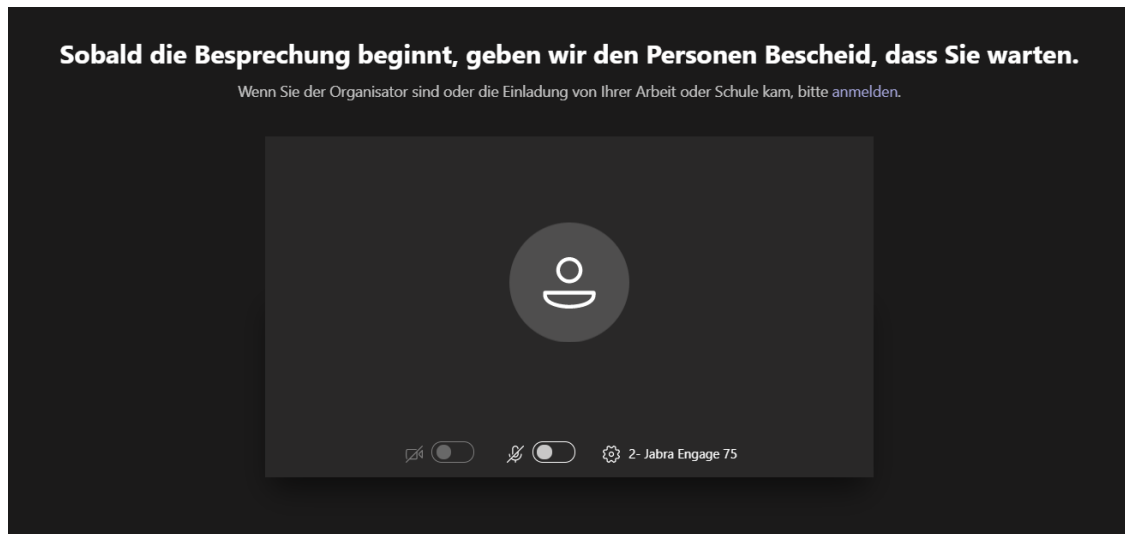 Sobald die Besprechung beginnt, geben wir den Personen Bescheid, dass Sie warten.
Wenn Sie der Organisator sind oder die Einladung von Ihrer Arbeit oder Schule kam, bitte anmelden.
2- Jabra Engage 75